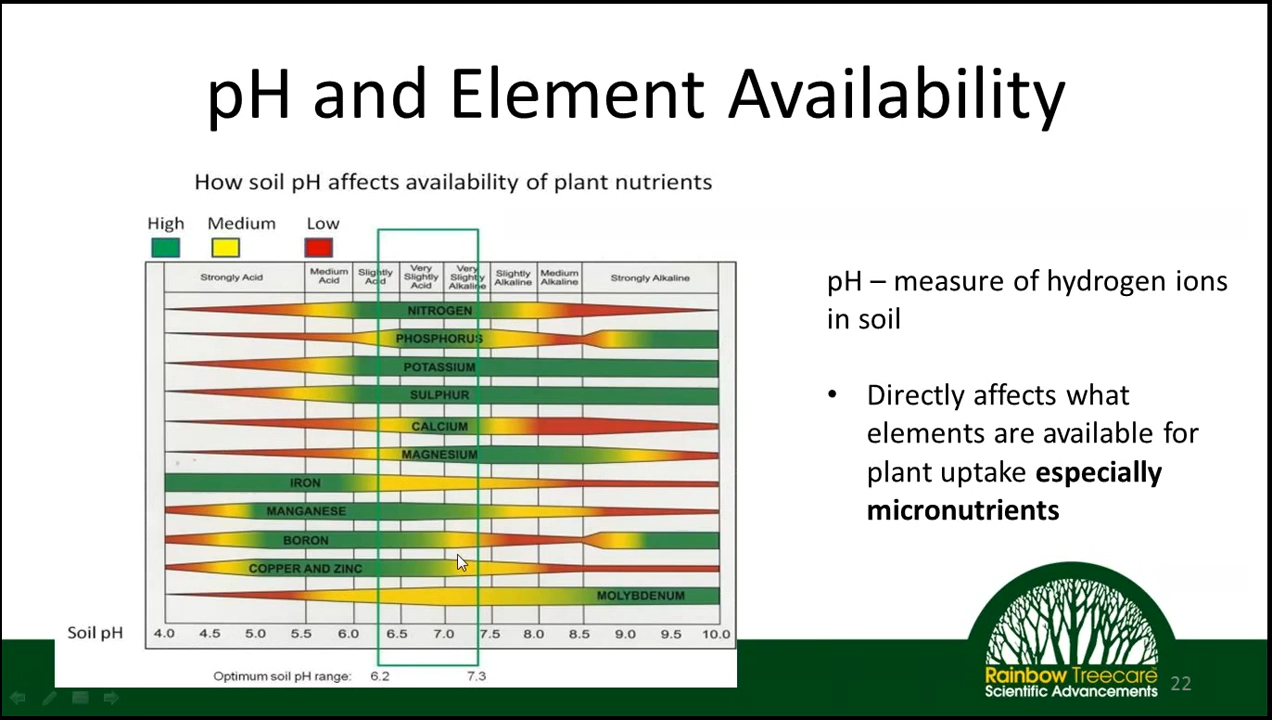 pH and Element Availability
How soil pH affects availability of plant nutrients
High Medium Low
Strongly Acid
Medium Acid
Slightly Acid
Very Slightly Acid
Very Slightly Alkaline
Slightly Alkaline
Medium Alkaline
Strongly Alkaline
NITROGEN
PHOSPHORUS
POTASSIUM
SULPHUR
CALCIUM
MAGNESIUM
IRON
MANGANESE
BORON
COPPER AND ZINC
MOLYBDENUM
Soil pH 4.0 4.5 5.0 5.5 6.0 6.5 7.0 7.5 8.0 8.5 9.0 9.5 10.0
Optimum soil pH range: 6.2 7.3
pH – measure of hydrogen ions
in soil
• Directly affects what
elements are available for
plant uptake especially
micronutrients
Rainbow Treecare
Scientific Advancements
22